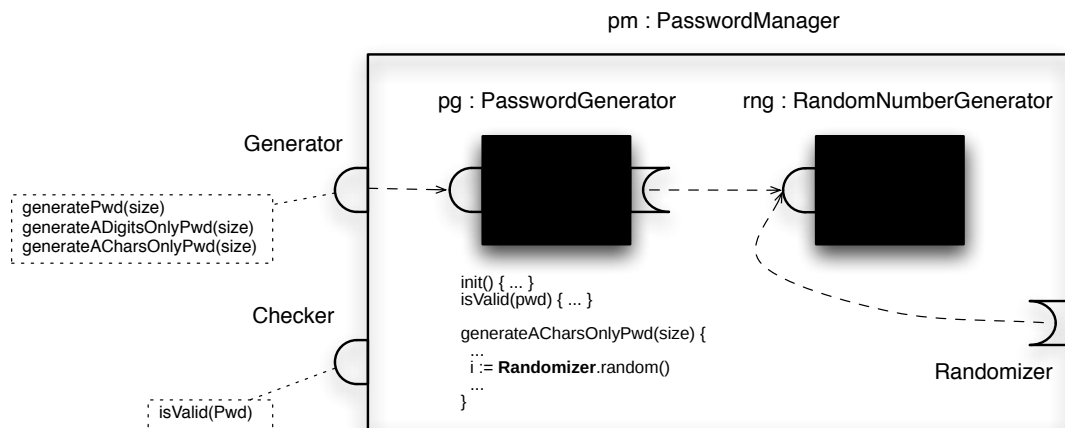 pm : PasswordManager
pg : PasswordGenerator
rng : RandomNumberGenerator
Generator
generatePwd(size)
generateADigitsOnlyPwd(size)
generateACharsOnlyPwd(size)
init() { ... }
isValid(pwd) { ... }
generateACharsOnlyPwd(size) {
...
i := Randomizer.random()
...
}
Checker
isValid(Pwd)
Randomizer